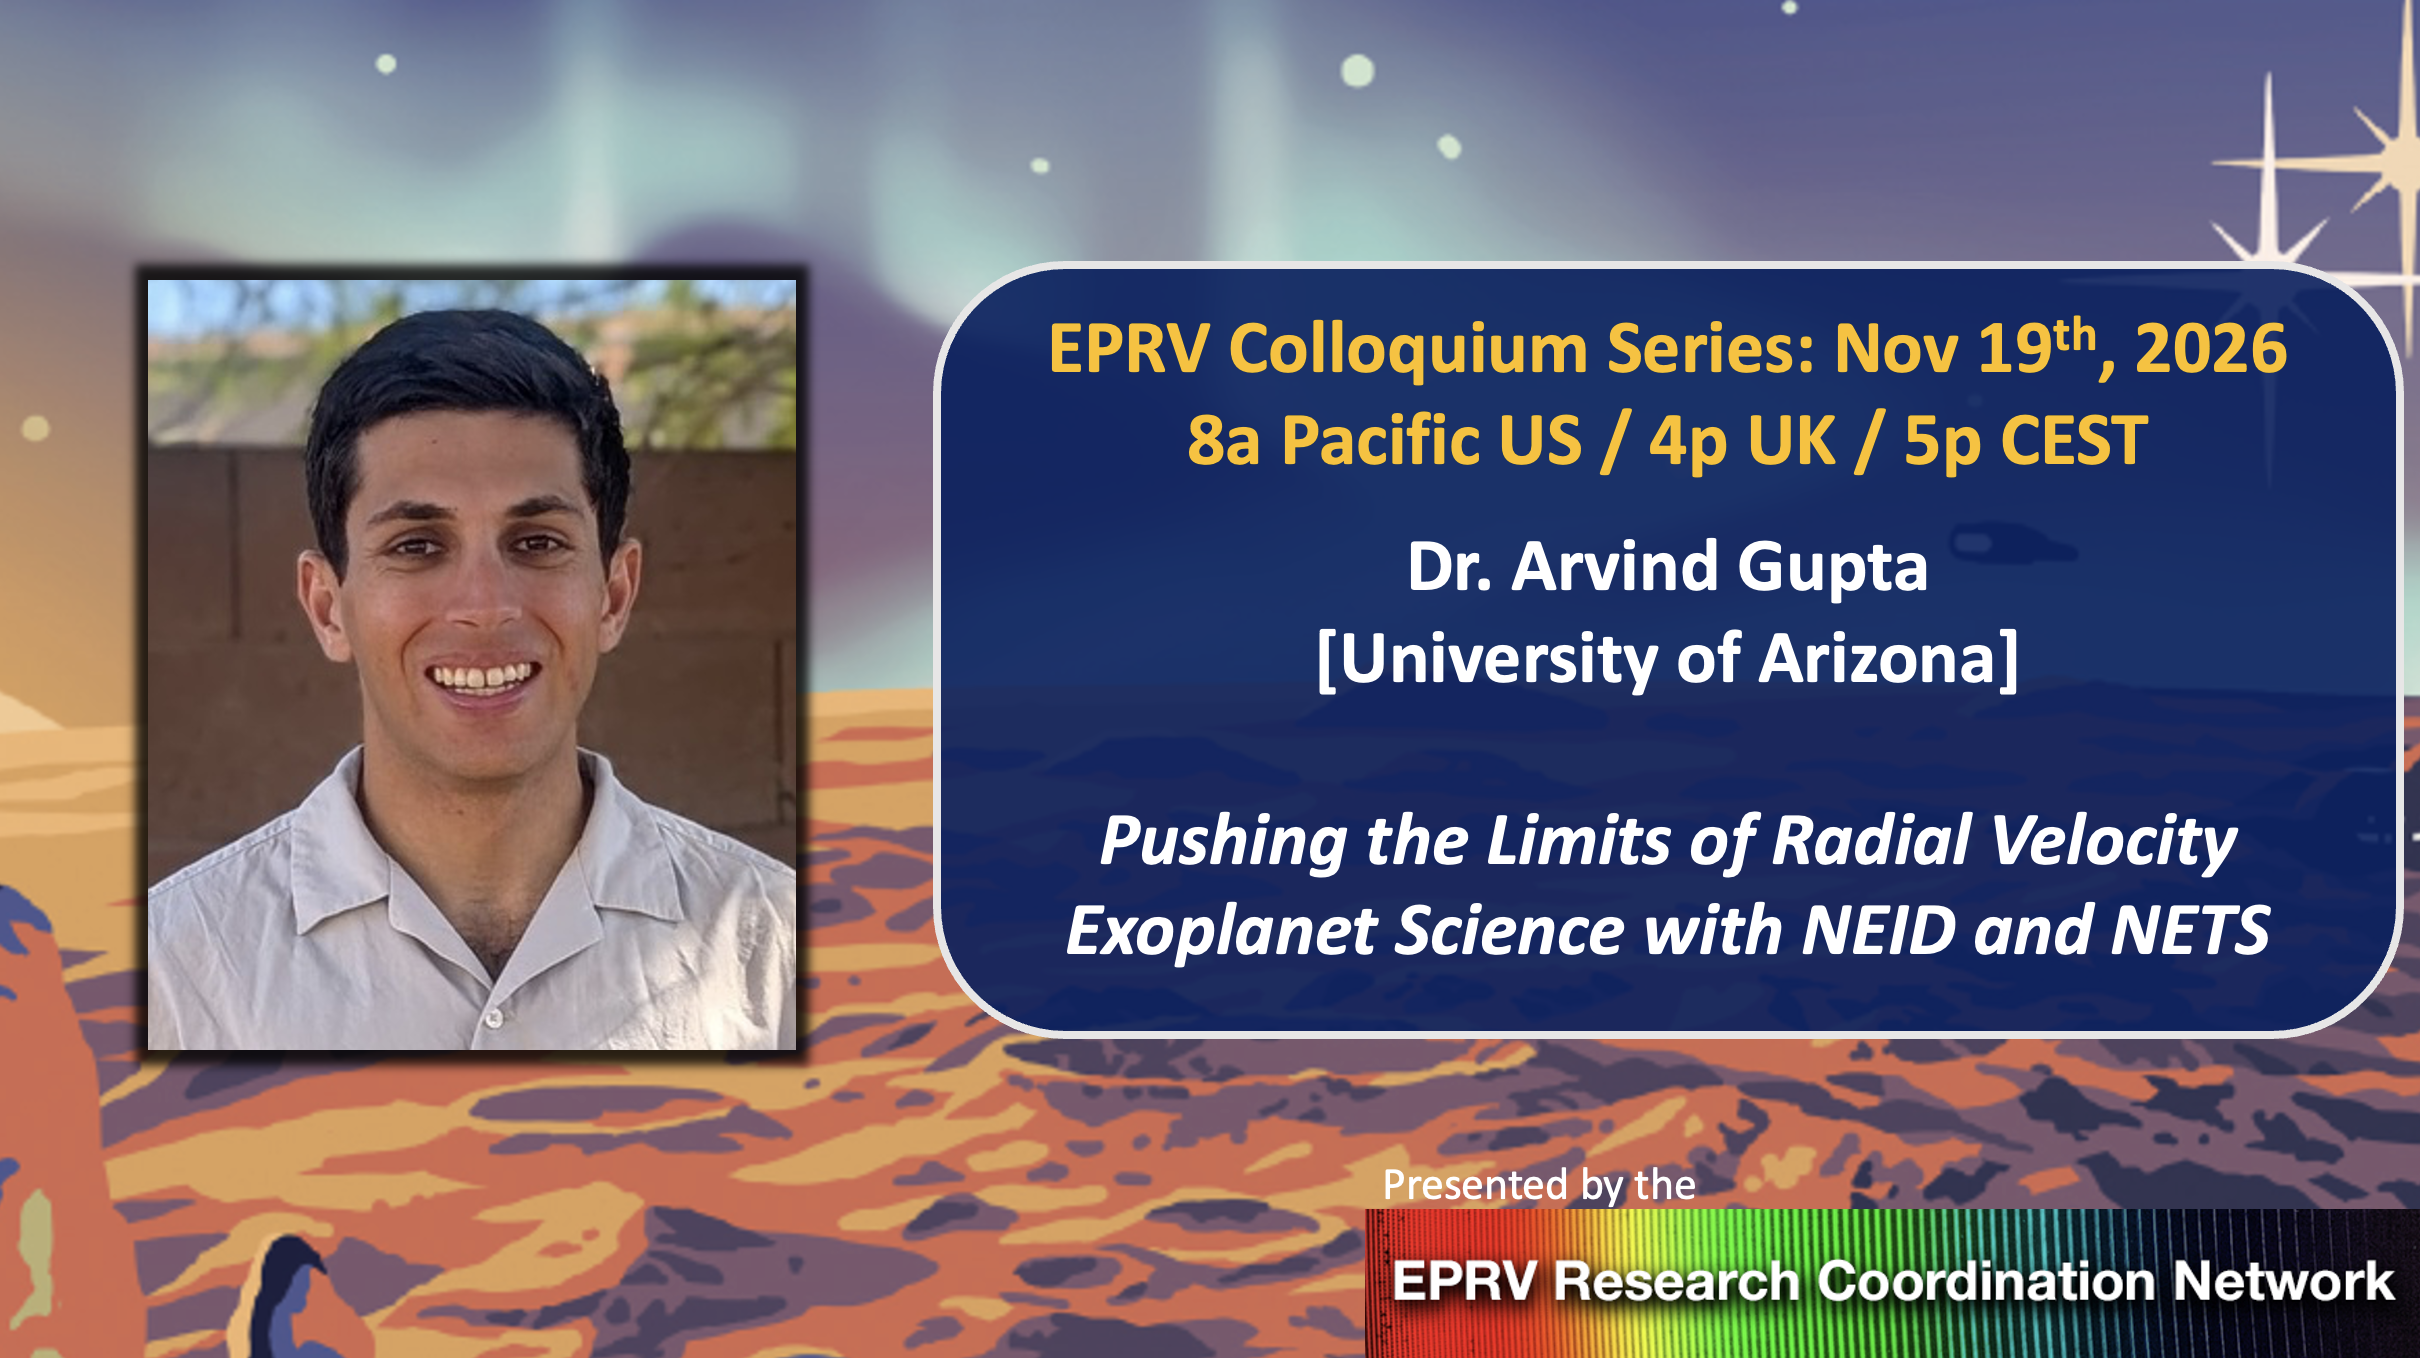 EPRV Colloquium Series: Nov 19th, 2026
8a Pacific US / 4p UK / 5p CEST
Dr. Arvind Gupta
[University of Arizona]
Pushing the Limits of Radial Velocity
Exoplanet Science with NEID and NETS
Presented by the
EPRV Research Coordination Network